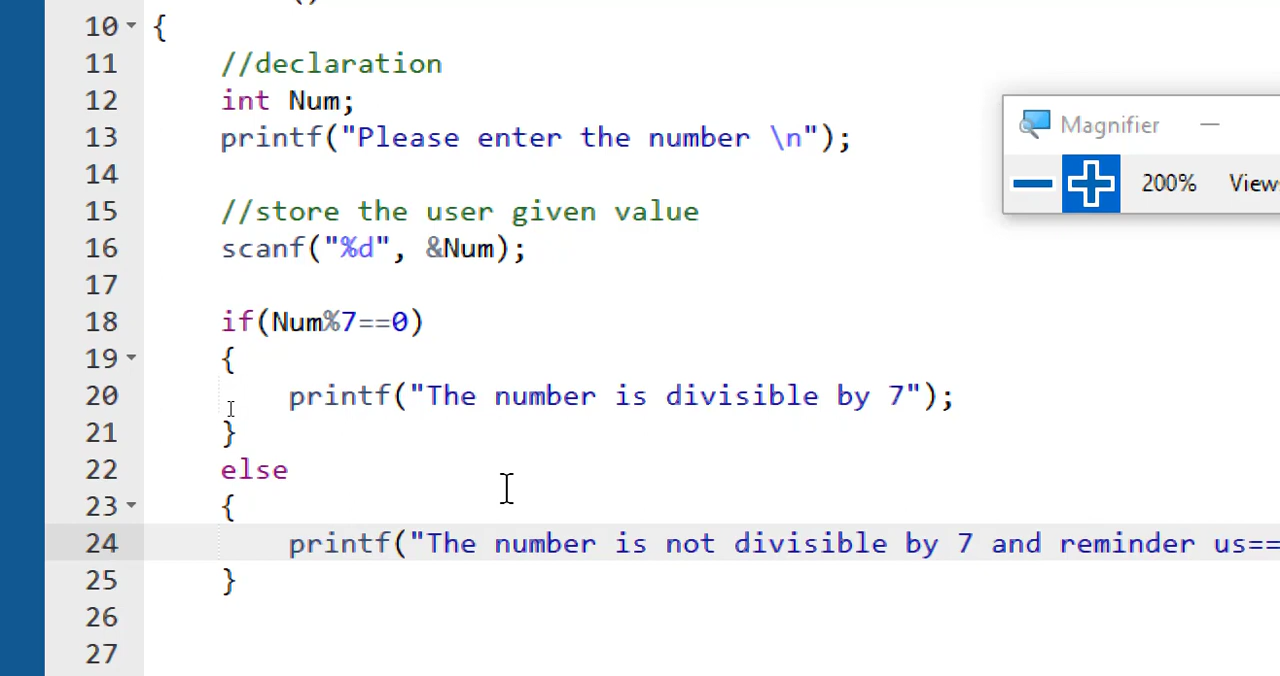 10 {
11 //declaration
12 int Num;
13 printf("Please enter the number \n");
Magnifier
14
200% Views
15 //store the user given value
16 scanf("%d", &Num);
17
18 if(Num%7==0)
19 {
20 printf("The number is divisible by 7");
21 }
22 else
23 {
24 printf("The number is not divisible by 7 and reminder us==
25 }
26
27